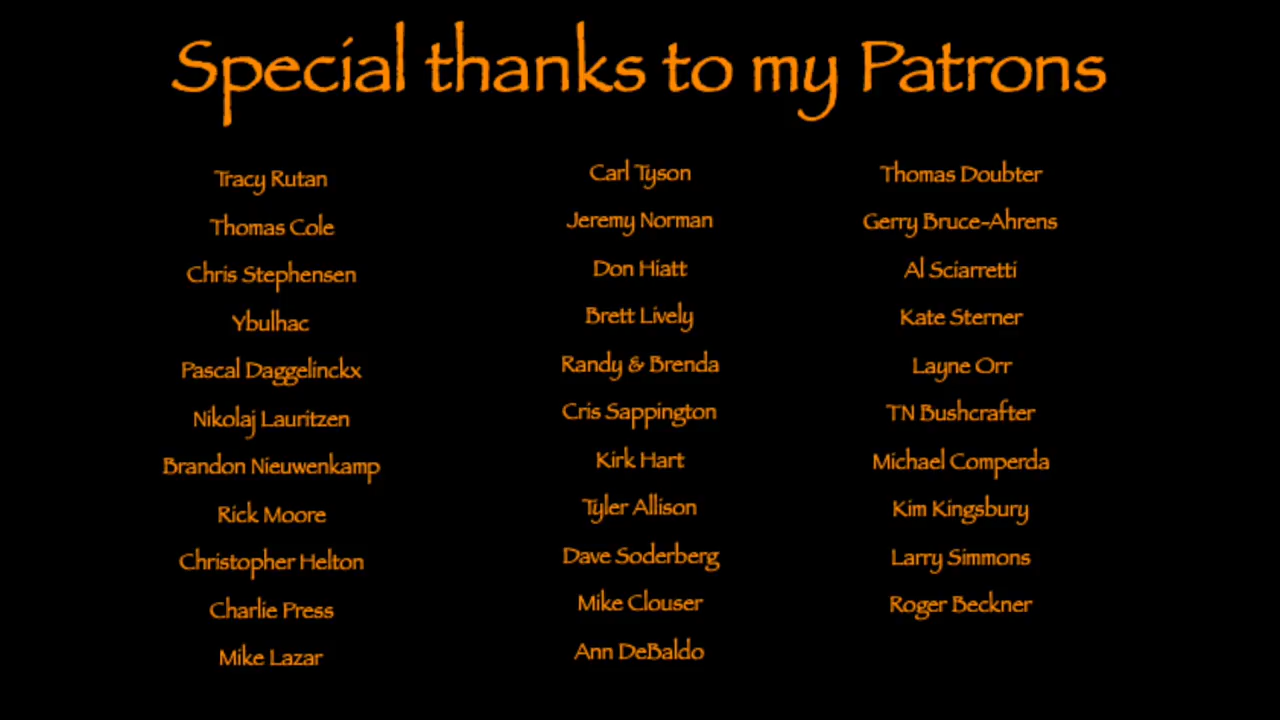 Special thanks to my Patrons
Tracy Rutan
Thomas Cole
Chris Stephensen
Ybulhac
Pascal Daggelinckx
Nikolaj Lauritzen
Brandon Nieuwenkamp
Rick Moore
Christopher Helton
Charlie Press
Mike Lazar
Carl Tyson
Jeremy Norman
Don Hiatt
Brett Lively
Randy & Brenda
Cris Sappington
Kirk Hart
Tyler Allison
Dave Soderberg
Mike Clouser
Ann DeBaldo
Thomas Doubter
Gerry Bruce-Ahrens
Al Sciarretti
Kate Sterner
Layne Orr
TN Bushcrafter
Michael Comperda
Kim Kingsbury
Larry Simmons
Roger Beckner